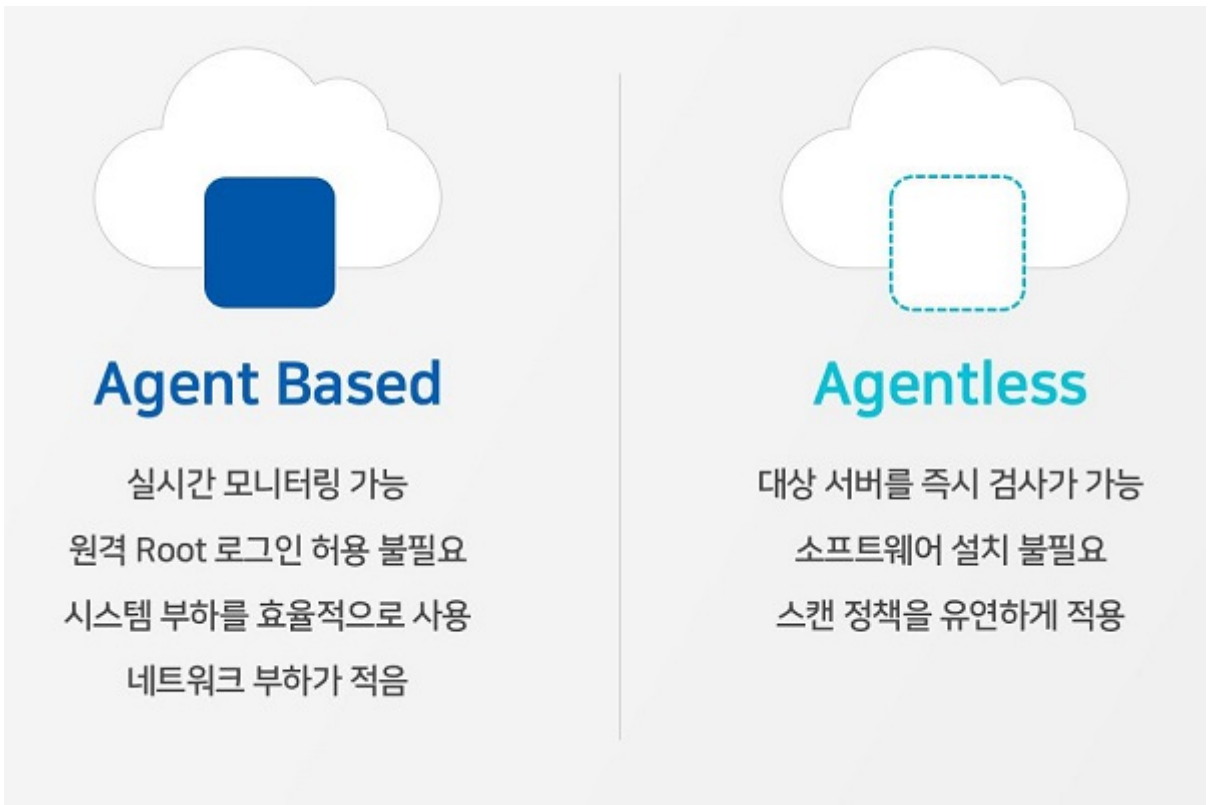 Agent Based
실시간 모니터링 가능
원격 Root 로그인 허용 불필요
시스템 부하를 효율적으로 사용
네트워크 부하가 적음
Agentless
대상 서버를 즉시 검사가 가능
소프트웨어 설치 불필요
스캔 정책을 유연하게 적용